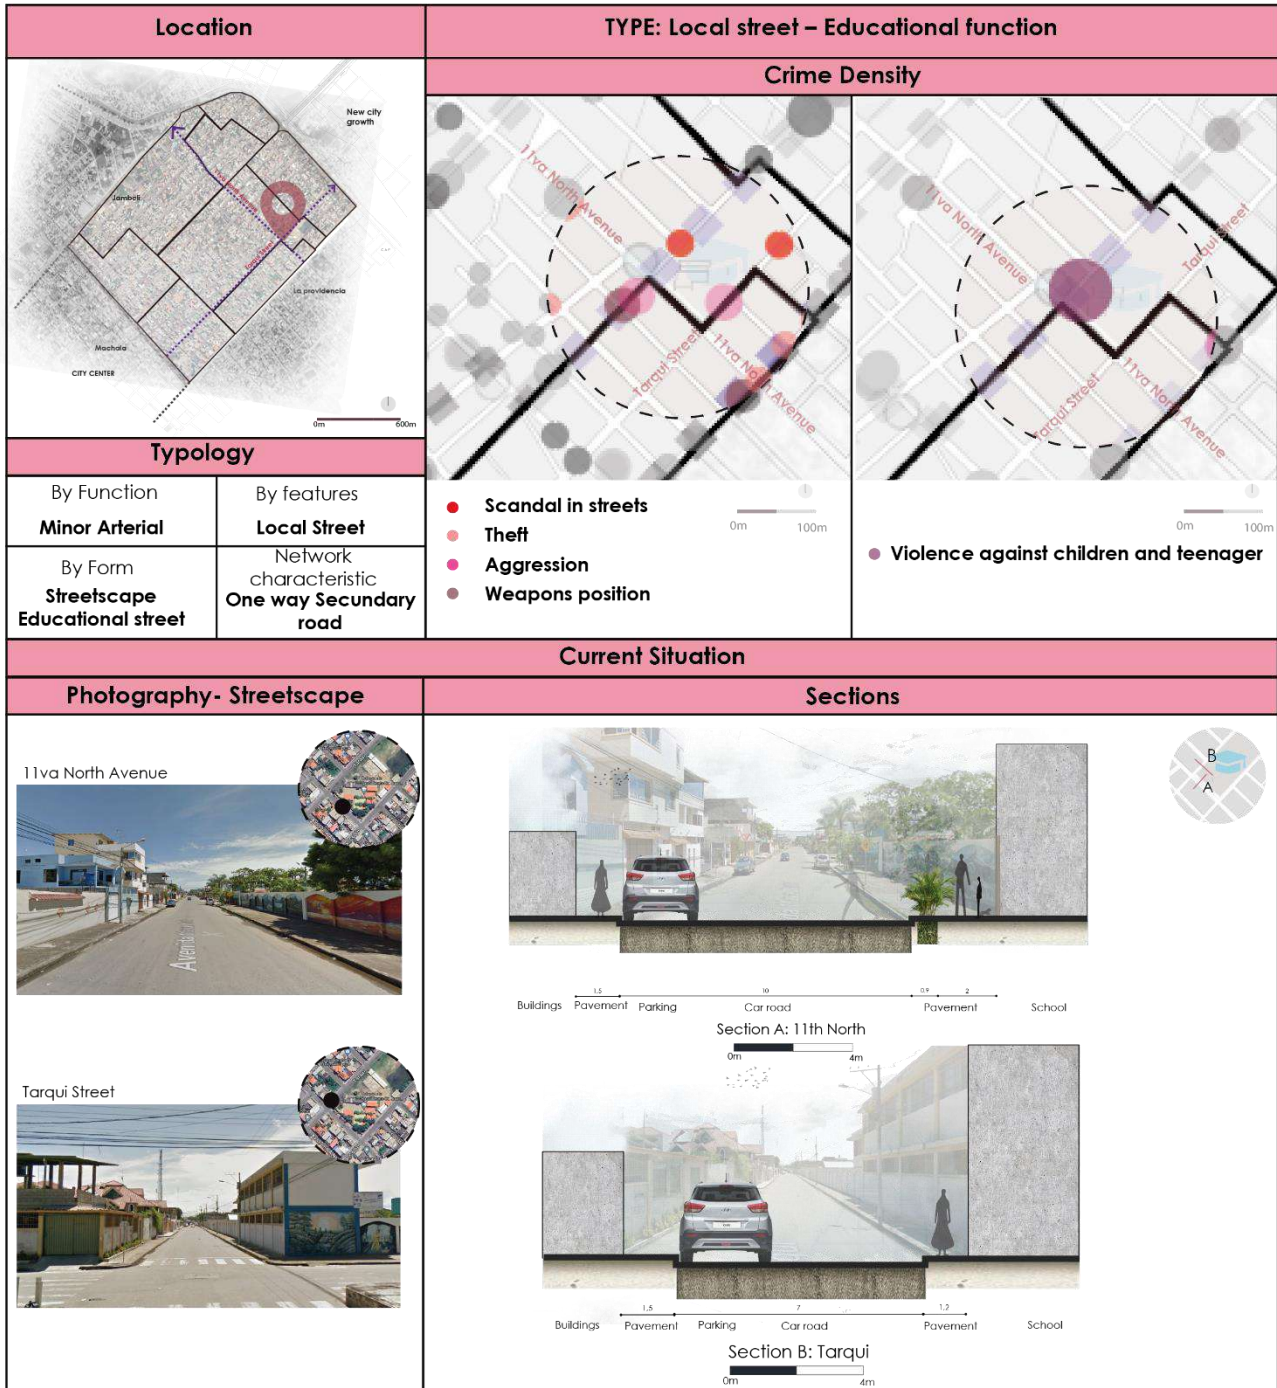 Location
TYPE: Local street – Educational function
Crime Density
New city
growth
Jambeli
La providencia
Machala
CITY CENTER
0m
600m
11va North Avenue
Tarqui Street
11va North Avenue
0m
100m
11va North Avenue
Tarqui Street
Tarqui Street
11va North Avenue
0m
100m
Typology
By Function
Minor Arterial
By features
Local Street
By Form
Streetscape
Educational street
Network
characteristic
One way Secundary
road
Scandal in streets
Theft
Aggression
Weapons position
Violence against children and teenager
Current Situation
Photography- Streetscape
Sections
11va North Avenue
Tarqui Street
B
A
1,5
10
0.9
2
Buildings
Pavement
Parking
Car road
Pavement
School
Section A: 11th North
0m
4m
1,5
7
1,2
Buildings
Pavement
Parking
Car road
Pavement
School
Section B: Tarqui
0m
4m